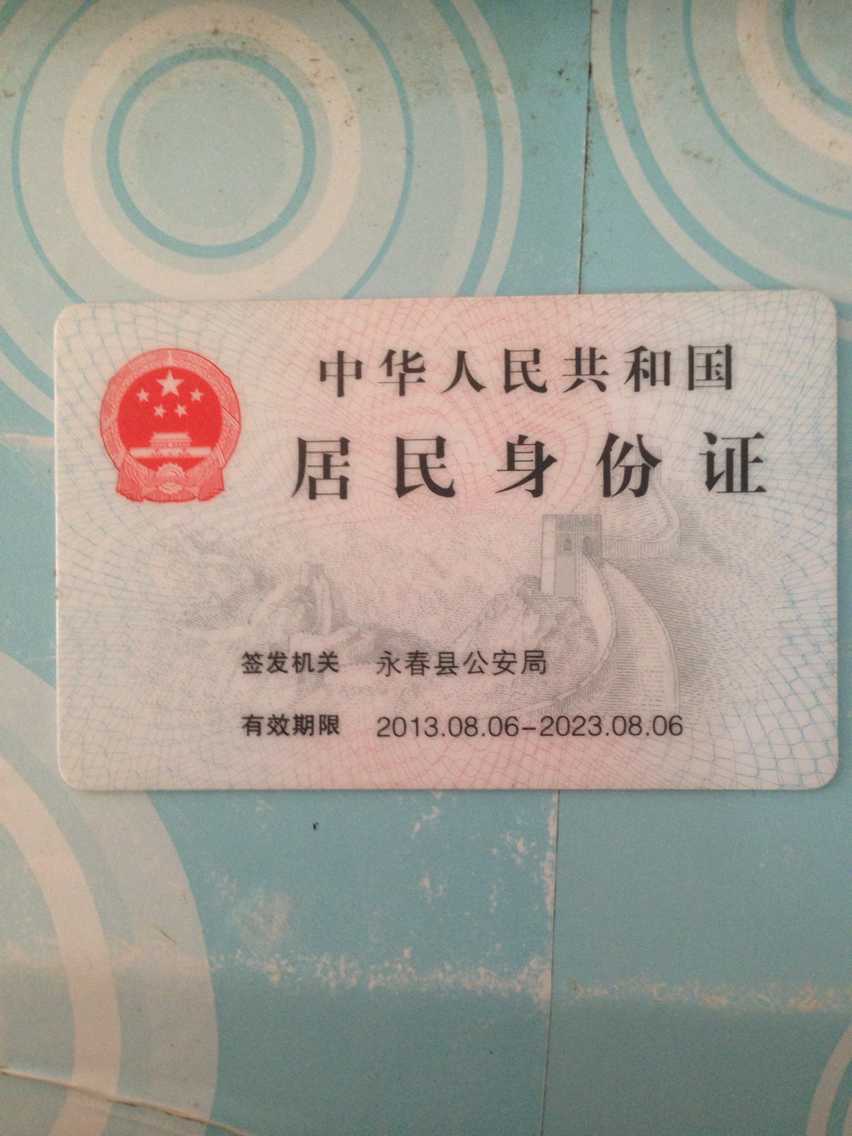 中华人民共和国
居民身份证
签发机关 永春县公安局
有效期限 2013.08.06-2023.08.06